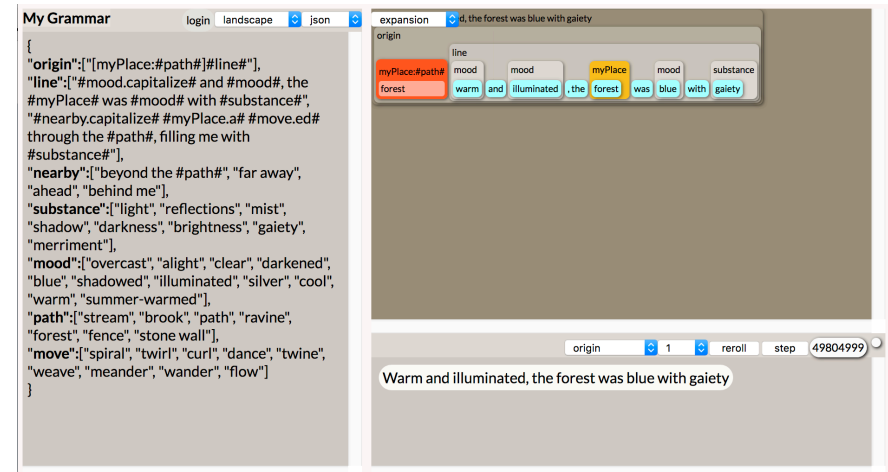 My Grammar login landscape json
{
"origin":["[myPlace:#path#]#line#"],
"line":["#mood.capitalize# and #mood#, the
#myPlace# was #mood# with #substance#",
"#nearby.capitalize# #myPlace.a# #move.ed#
through the #path#, filling me with
#substance#"],
"nearby":["beyond the #path#", "far away",
"ahead", "behind me"],
"substance":["light", "reflections", "mist",
"shadow", "darkness", "brightness", "gaiety",
"merriment"],
"mood":["overcast", "alight", "clear", "darkened",
"blue", "shadowed", "illuminated", "silver", "cool",
"warm", "summer-warmed"],
"path":["stream", "brook", "path", "ravine",
"forest", "fence", "stone wall"],
"move":["spiral", "twirl", "curl", "dance", "twine",
"weave", "meander", "wander", "flow"]
}
expansion d, the forest was blue with gaiety
origin
line
myPlace:#path# mood mood myPlace mood substance
forest warm and illuminated , the forest was blue with gaiety
origin 1 reroll step 49804999
Warm and illuminated, the forest was blue with gaiety